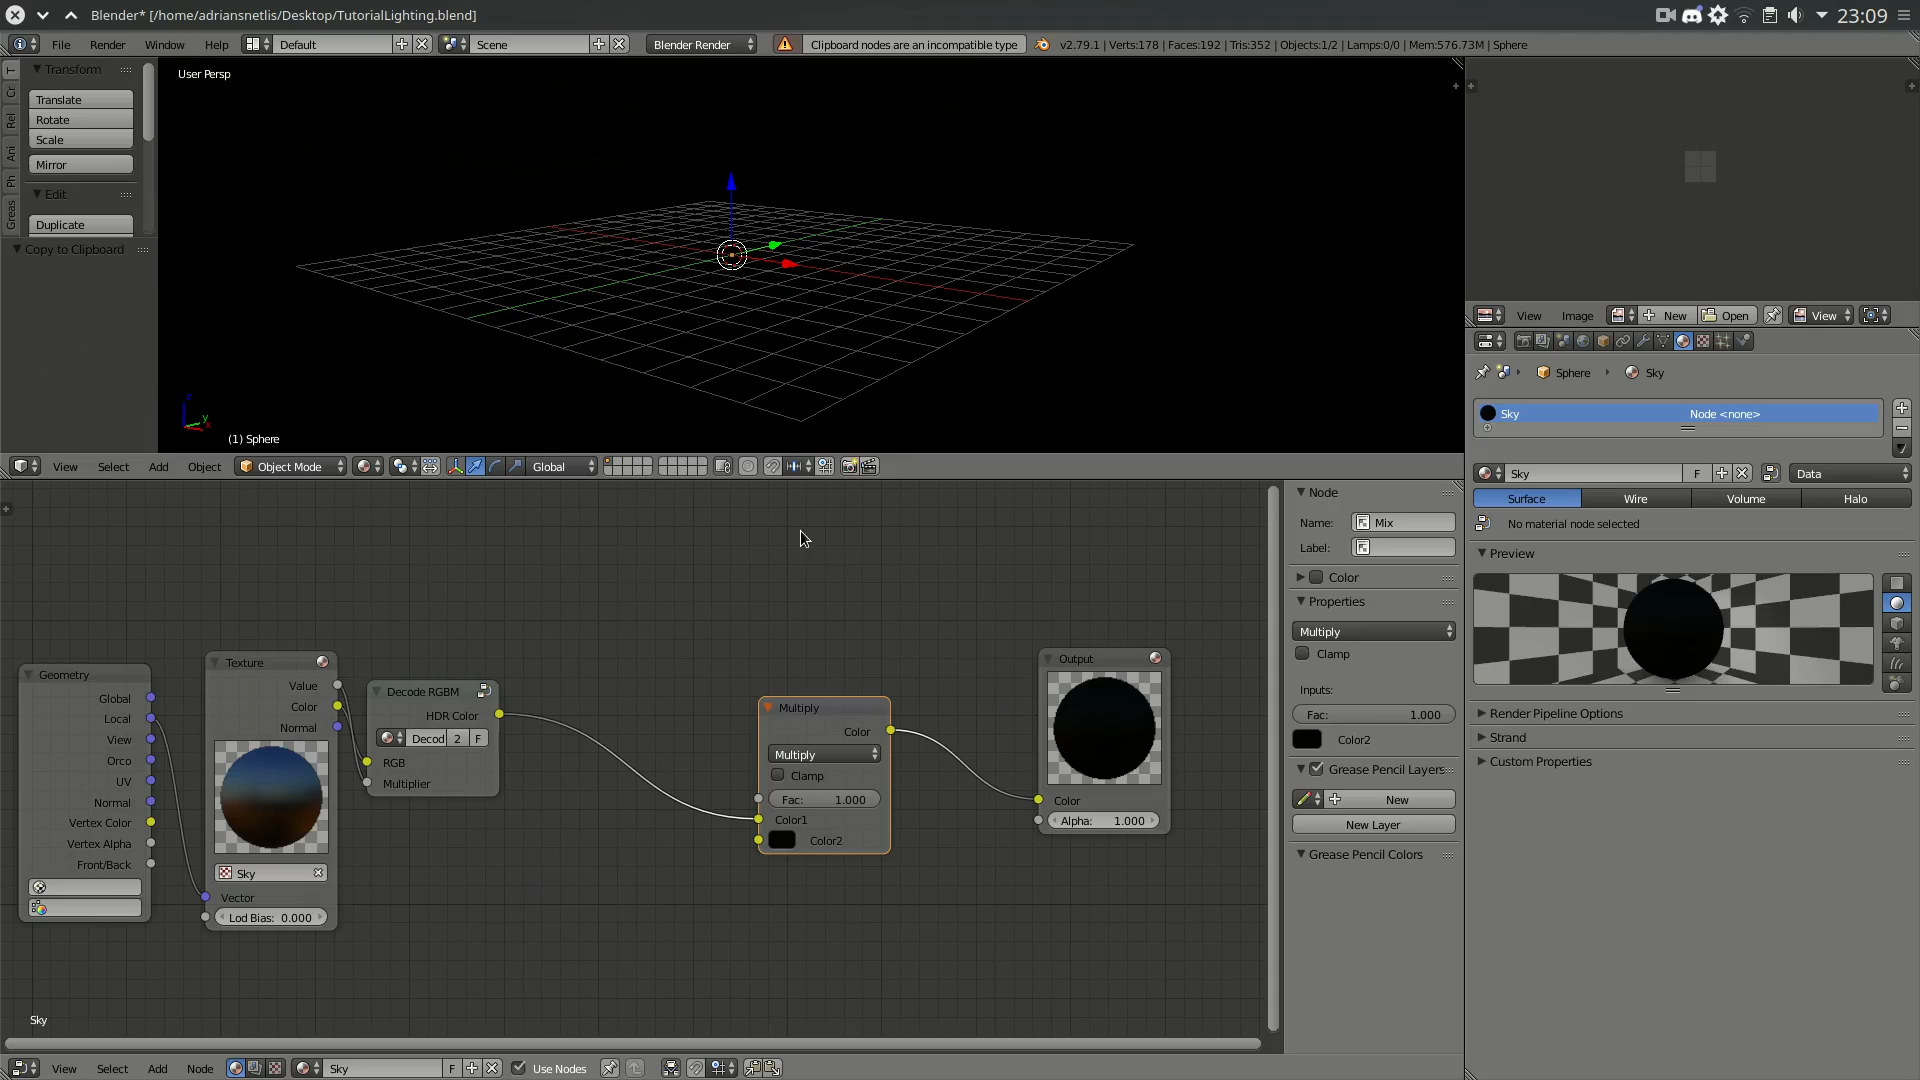 Blender* [/home/adriansnetlis/Desktop/TutorialLighting.blend]
23:09
File Render Window Help Default Scene Blender Render Clipboard nodes are an incompatible type v2.79.1 | Verts:178 | Faces:192 | Tris:352 | Objects:1/2 | Lamps:0/0 | Mem:576.73M | Sphere
T
Cr
Rel
Ani
Ph
Greas
Transform
Translate
Rotate
Scale
Mirror
Edit
Duplicate
Copy to Clipboard
User Persp
z
y
x
(1) Sphere
View Select Add Object Object Mode Global
Geometry
Global
Local
View
Orco
UV
Normal
Vertex Color
Vertex Alpha
Front/Back
Texture
Value
Color
Normal
Sky
Vector
Lod Bias: 0.000
Decode RGBM
HDR Color
Decod 2 F
RGB
Multiplier
Multiply
Color
Multiply
Clamp
Fac: 1.000
Color1
Color2
Output
Color
Alpha: 1.000
Sky
View Select Add Node Sky F Use Nodes
Node
Name: Mix
Label:
Color
Properties
Multiply
Clamp
Inputs:
Fac: 1.000
Color2
Grease Pencil Layers
New
New Layer
Grease Pencil Colors
View Image New Open View
Sphere Sky
Sky Node <none>
Sky F Data
Surface Wire Volume Halo
No material node selected
Preview
Render Pipeline Options
Strand
Custom Properties